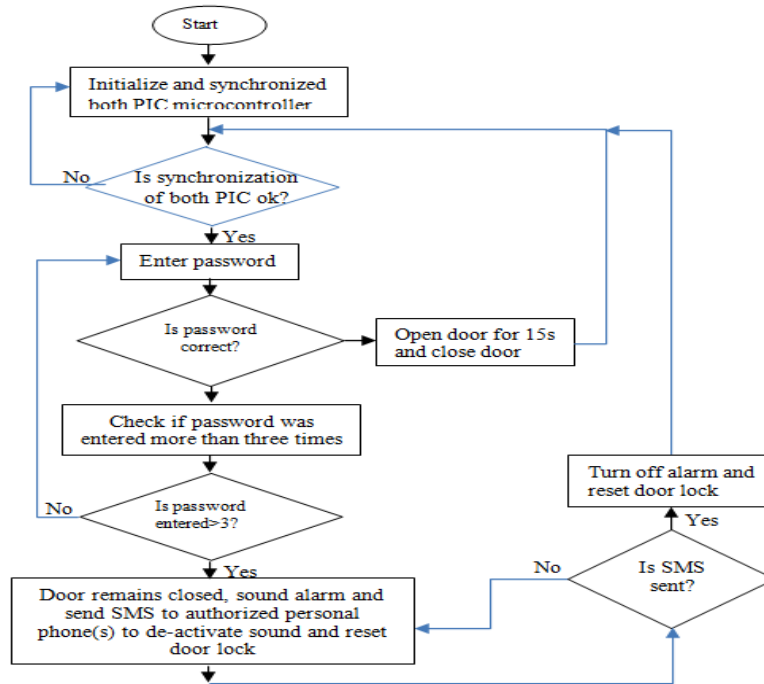 Start
Initialize and synchronized
both PIC microcontroller
No
Is synchronization
of both PIC ok?
Yes
Enter password
Is password
correct?
Open door for 15s
and close door
Check if password was
entered more than three times
Turn off alarm and
reset door lock
No
Is password
entered>3?
Yes
Yes
No
Is SMS
sent?
Door remains closed, sound alarm and
send SMS to authorized personal
phone(s) to de-activate sound and reset
door lock